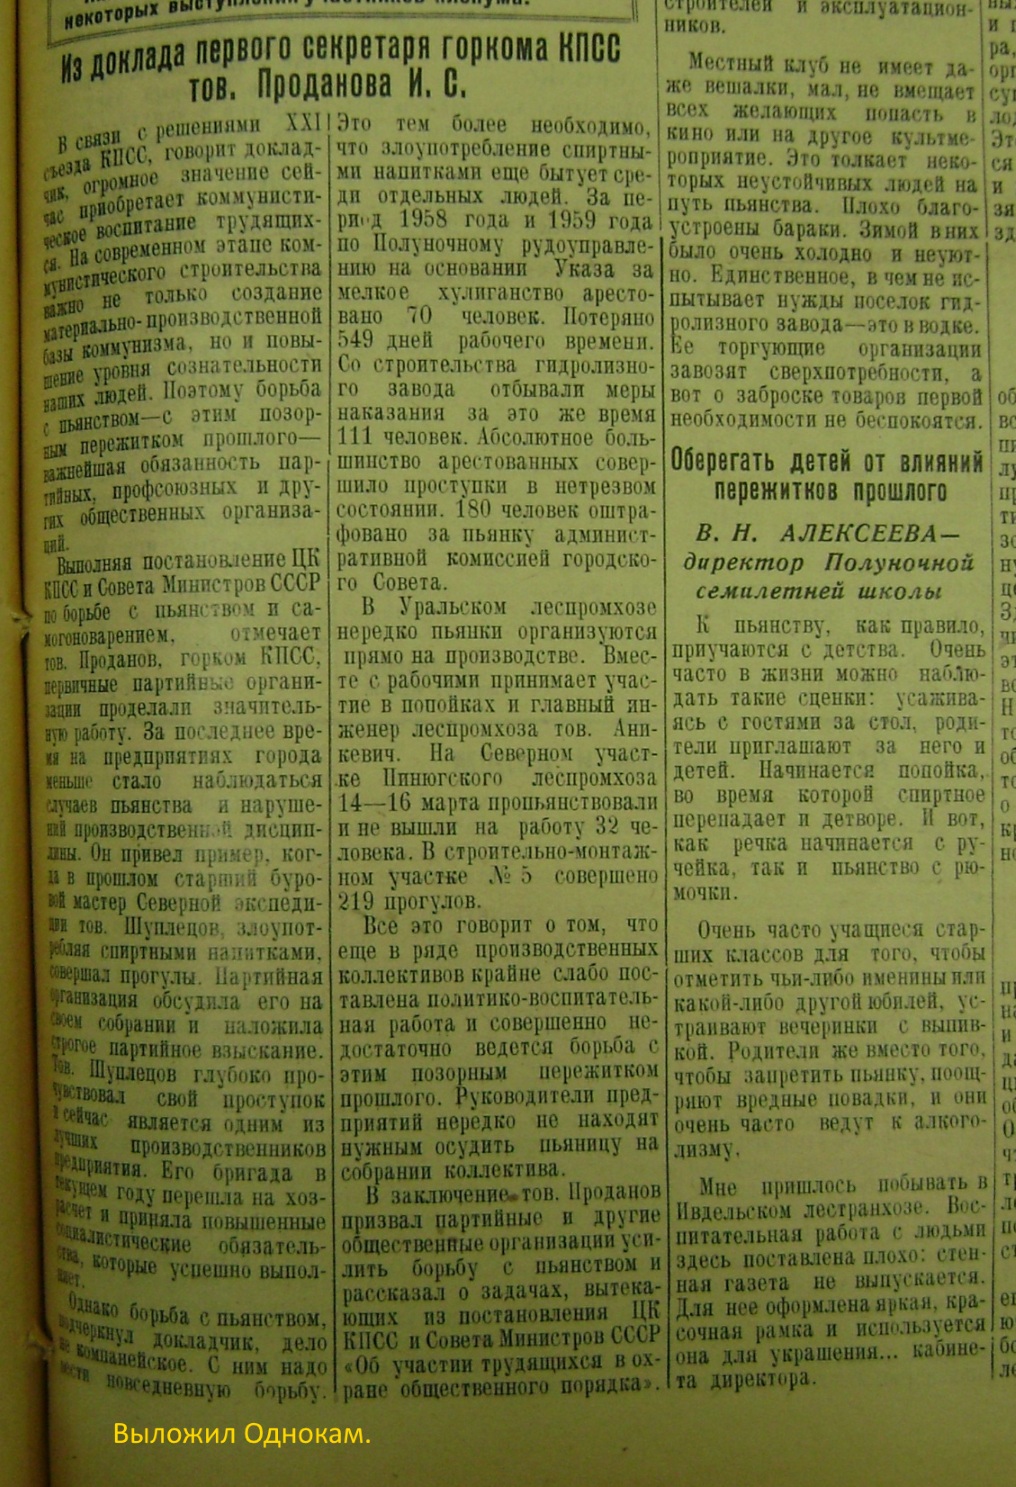 некоторых выступлений участников пленума.
Из доклада первого секретаря горкома КПСС
тов. Проданова И. С.
В связи с решениями XXI
съезда КПСС, говорит доклад-
чик, огромное значение сей-
час приобретает коммунисти-
ческое воспитание трудящих-
ся. На современном этапе ком-
мунистического строительства
важно не только создание
материально-производственной
базы коммунизма, но и повы-
шение уровня сознательности
наших людей. Поэтому борьба
с пьянством—с этим позор-
ным пережитком прошлого—
важнейшая обязанность пар-
тийных, профсоюзных и дру-
гих общественных организа-
ций.
Выполняя постановление ЦК
КПСС и Совета Министров СССР
по борьбе с пьянством и са-
могоноварением, отмечает
тов. Проданов, горком КПСС,
первичные партийные органи-
зации проделали значитель-
ную работу. За последнее вре-
мя на предприятиях города
меньше стало наблюдаться
случаев пьянства и наруше-
ний производственной дисцип-
лины. Он привел пример, ког-
да в прошлом старший буро-
вой мастер Северной экспеди-
ции тов. Шуплецов, злоупот-
ребляя спиртными напитками,
совершал прогулы. Партийная
организация обсудила его на
своем собрании и наложила
строгое партийное взыскание.
Тов. Шуплецов глубоко про-
чувствовал свой проступок
и сейчас является одним из
лучших производственников
предприятия. Его бригада в
текущем году перешла на хоз-
расчет и приняла повышенные
социалистические обязатель-
ства, которые успешно выпол-
няет.
Однако борьба с пьянством,
подчеркнул докладчик, дело
не компанейское. С ним надо
вести повседневную борьбу.
Это тем более необходимо,
что злоупотребление спиртны-
ми напитками еще бытует сре-
ди отдельных людей. За пе-
риод 1958 года и 1959 года
по Полуночному рудоуправле-
нию на основании Указа за
мелкое хулиганство аресто-
вано 70 человек. Потеряно
549 дней рабочего времени.
Со строительства гидролизно-
го завода отбывали меры
наказания за это же время
111 человек. Абсолютное боль-
шинство арестованных совер-
шило проступки в нетрезвом
состоянии. 180 человек оштра-
фовано за пьянку админист-
ративной комиссией городско-
го Совета.
В Уральском леспромхозе
нередко пьянки организуются
прямо на производстве. Вмес-
те с рабочими принимает учас-
тие в попойках и главный ин-
женер леспромхоза тов. Ани-
кевич. На Северном участ-
ке Пинюгского леспромхоза
14—16 марта пропьянствовали
и не вышли на работу 32 че-
ловека. В строительно-монтаж-
ном участке № 5 совершено
219 прогулов.
Все это говорит о том, что
еще в ряде производственных
коллективов крайне слабо пос-
тавлена политико-воспитатель-
ная работа и совершенно не-
достаточно ведется борьба с
этим позорным пережитком
прошлого. Руководители пред-
приятий нередко не находят
нужным осудить пьяницу на
собрании коллектива.
В заключение тов. Проданов
призвал партийные и другие
общественные организации уси-
лить борьбу с пьянством и
рассказал о задачах, вытека-
ющих из постановления ЦК
КПСС и Совета Министров СССР
«Об участии трудящихся в ох-
ране общественного порядка».
строителей и эксплуатацион-
ников.
Местный клуб не имеет да-
же вешалки, мал, не вмещает
всех желающих попасть в
кино или на другое культме-
роприятие. Это толкает неко-
торых неустойчивых людей на
путь пьянства. Плохо благо-
устроены бараки. Зимой в них
было очень холодно и неуют-
но. Единственное, в чем не ис-
пытывает нужды поселок гид-
ролизного завода—это в водке.
Ее торгующие организации
завозят сверхпотребности, а
вот о заброске товаров первой
необходимости не беспокоятся.
Оберегать детей от влияний
пережитков прошлого
В. Н. АЛЕКСЕЕВА—
директор Полуночной
семилетней школы
К пьянству, как правило,
приучаются с детства. Очень
часто в жизни можно наблю-
дать такие сценки: усажива-
ясь с гостями за стол, роди-
тели приглашают за него и
детей. Начинается попойка,
во время которой спиртное
перепадает и детворе. И вот,
как речка начинается с ру-
чейка, так и пьянство с рю-
мочки.
Очень часто учащиеся стар-
ших классов для того, чтобы
отметить чьи-либо именины или
какой-либо другой юбилей, ус-
траивают вечеринки с выпив-
кой. Родители же вместо того,
чтобы запретить пьянку, поощ-
ряют вредные повадки, и они
очень часто ведут к алкого-
лизму.
Мне пришлось побывать в
Ивдельском лестранхозе. Вос-
питательная работа с людьми
здесь поставлена плохо: стен-
ная газета не выпускается.
Для нее оформлена яркая, кра-
сочная рамка и используется
она для украшения... кабине-
та директора.
Выложил Однокам.